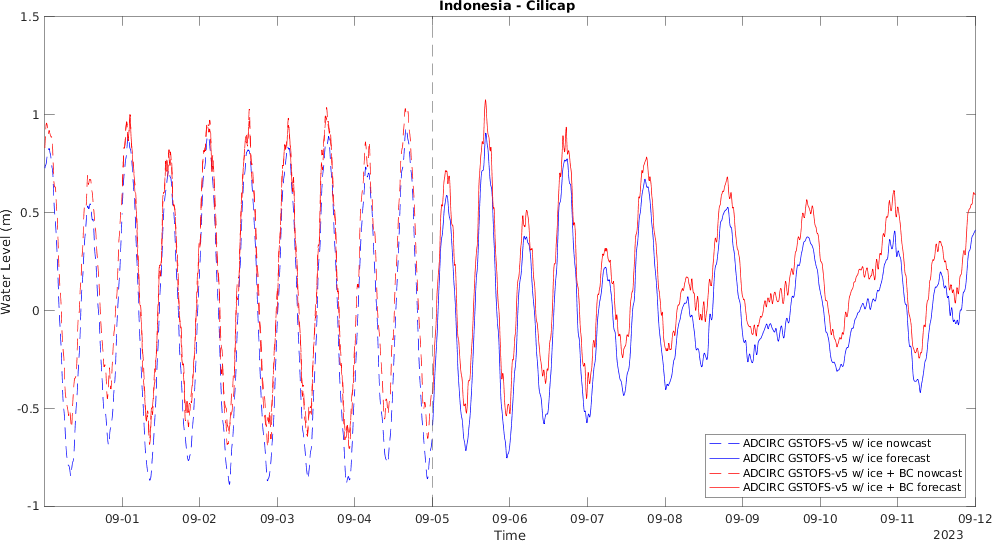 Indonesia - Cilicap
1.5
1
0.5
0
-0.5
-1
Water Level (m)
09-01
09-02
09-03
09-04
09-05
09-06
09-07
09-08
09-09
09-10
09-11
09-12
Time
2023
ADCIRC GSTOFS-v5 w/ ice nowcast
ADCIRC GSTOFS-v5 w/ ice forecast
ADCIRC GSTOFS-v5 w/ ice + BC nowcast
ADCIRC GSTOFS-v5 w/ ice + BC forecast